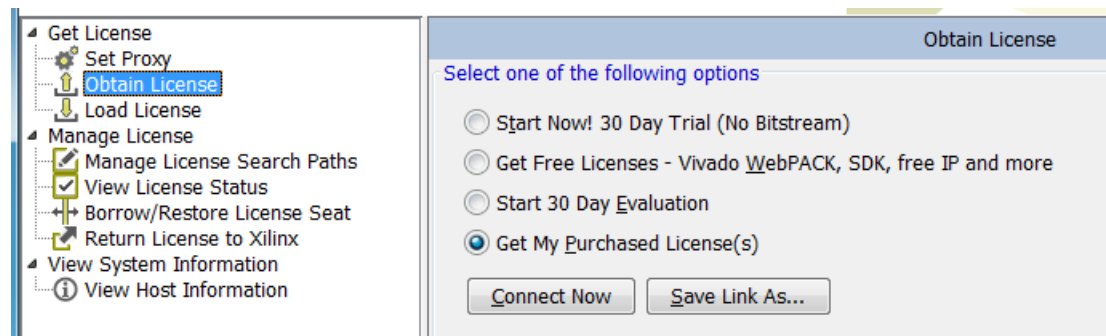 Get License
Set Proxy
Obtain License
Load License
Manage License
Manage License Search Paths
View License Status
Borrow/Restore License Seat
Return License to Xilinx
View System Information
View Host Information
Obtain License
Select one of the following options
Start Now! 30 Day Trial (No Bitstream)
Get Free Licenses - Vivado WebPACK, SDK, free IP and more
Start 30 Day Evaluation
Get My Purchased License(s)
Connect Now Save Link As...